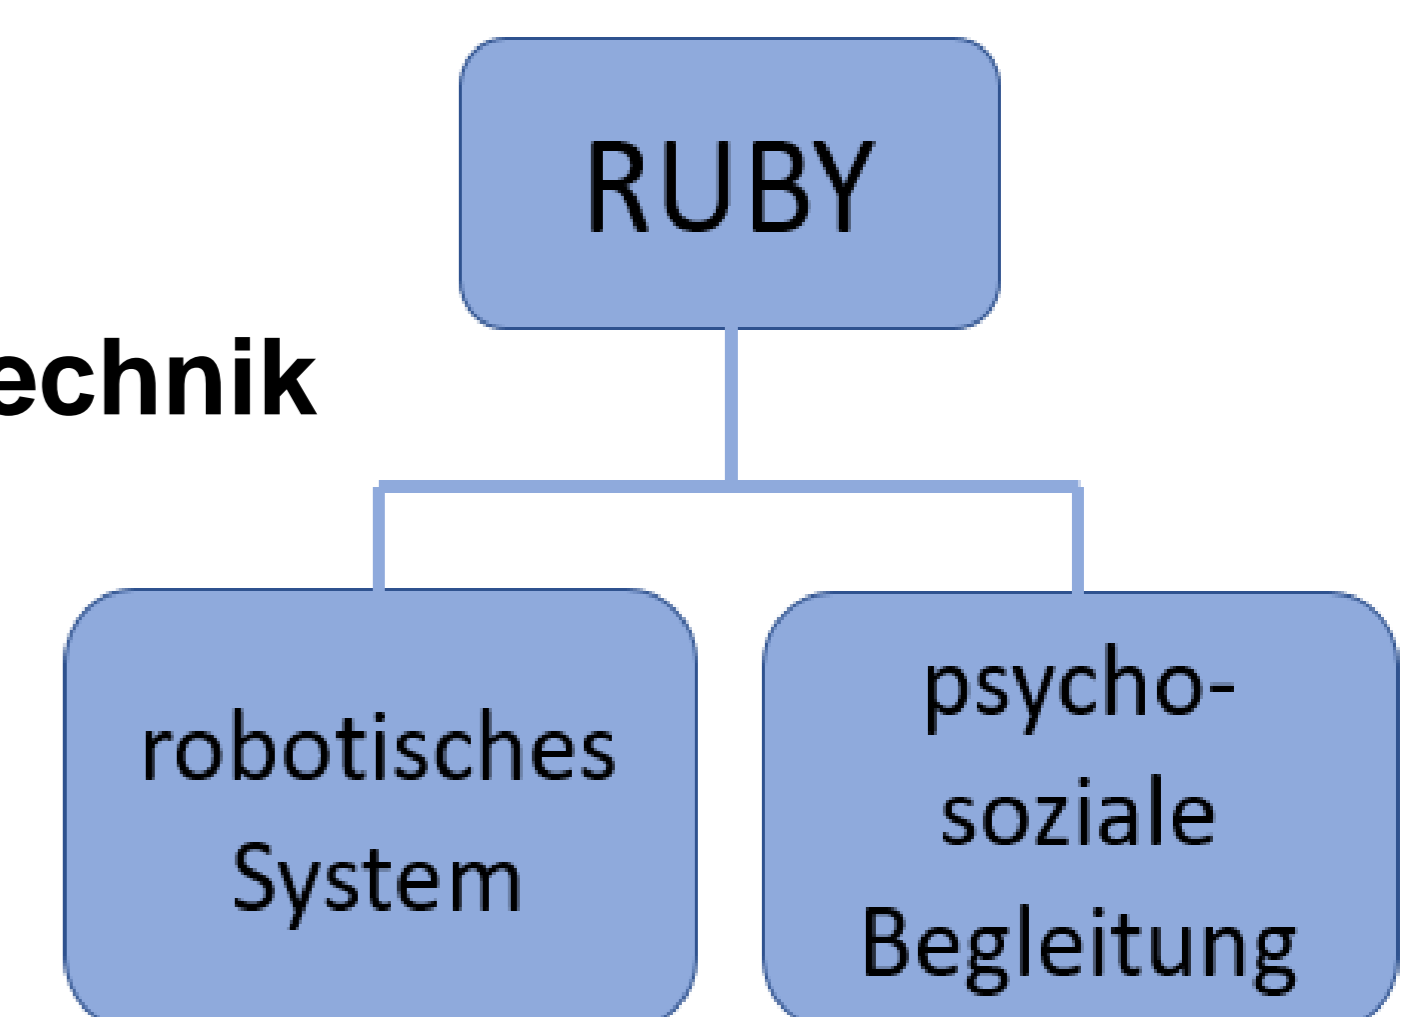 RUBY
echnik
robotisches
System
psycho-
soziale
Begleitung